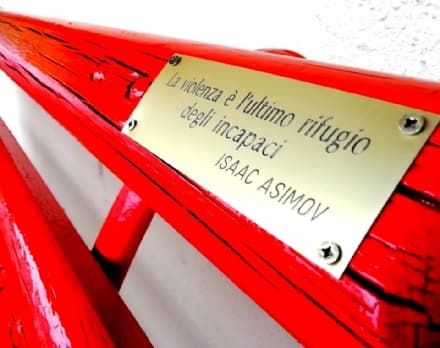 La violenza è l'ultimo rifugio
degli incapaci
ISAAC ASIMOV